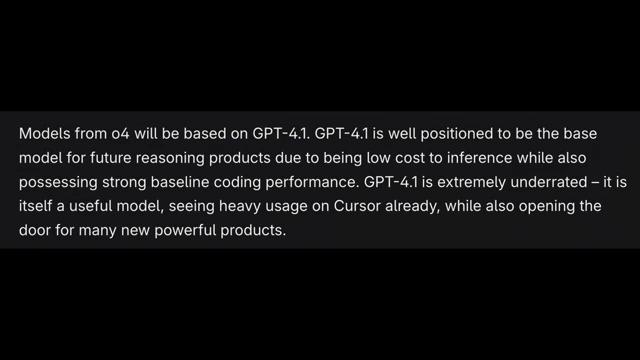 Models from o4 will be based on GPT-4.1. GPT-4.1 is well positioned to be the base
model for future reasoning products due to being low cost to inference while also
possessing strong baseline coding performance. GPT-4.1 is extremely underrated – it is
itself a useful model, seeing heavy usage on Cursor already, while also opening the
door for many new powerful products.